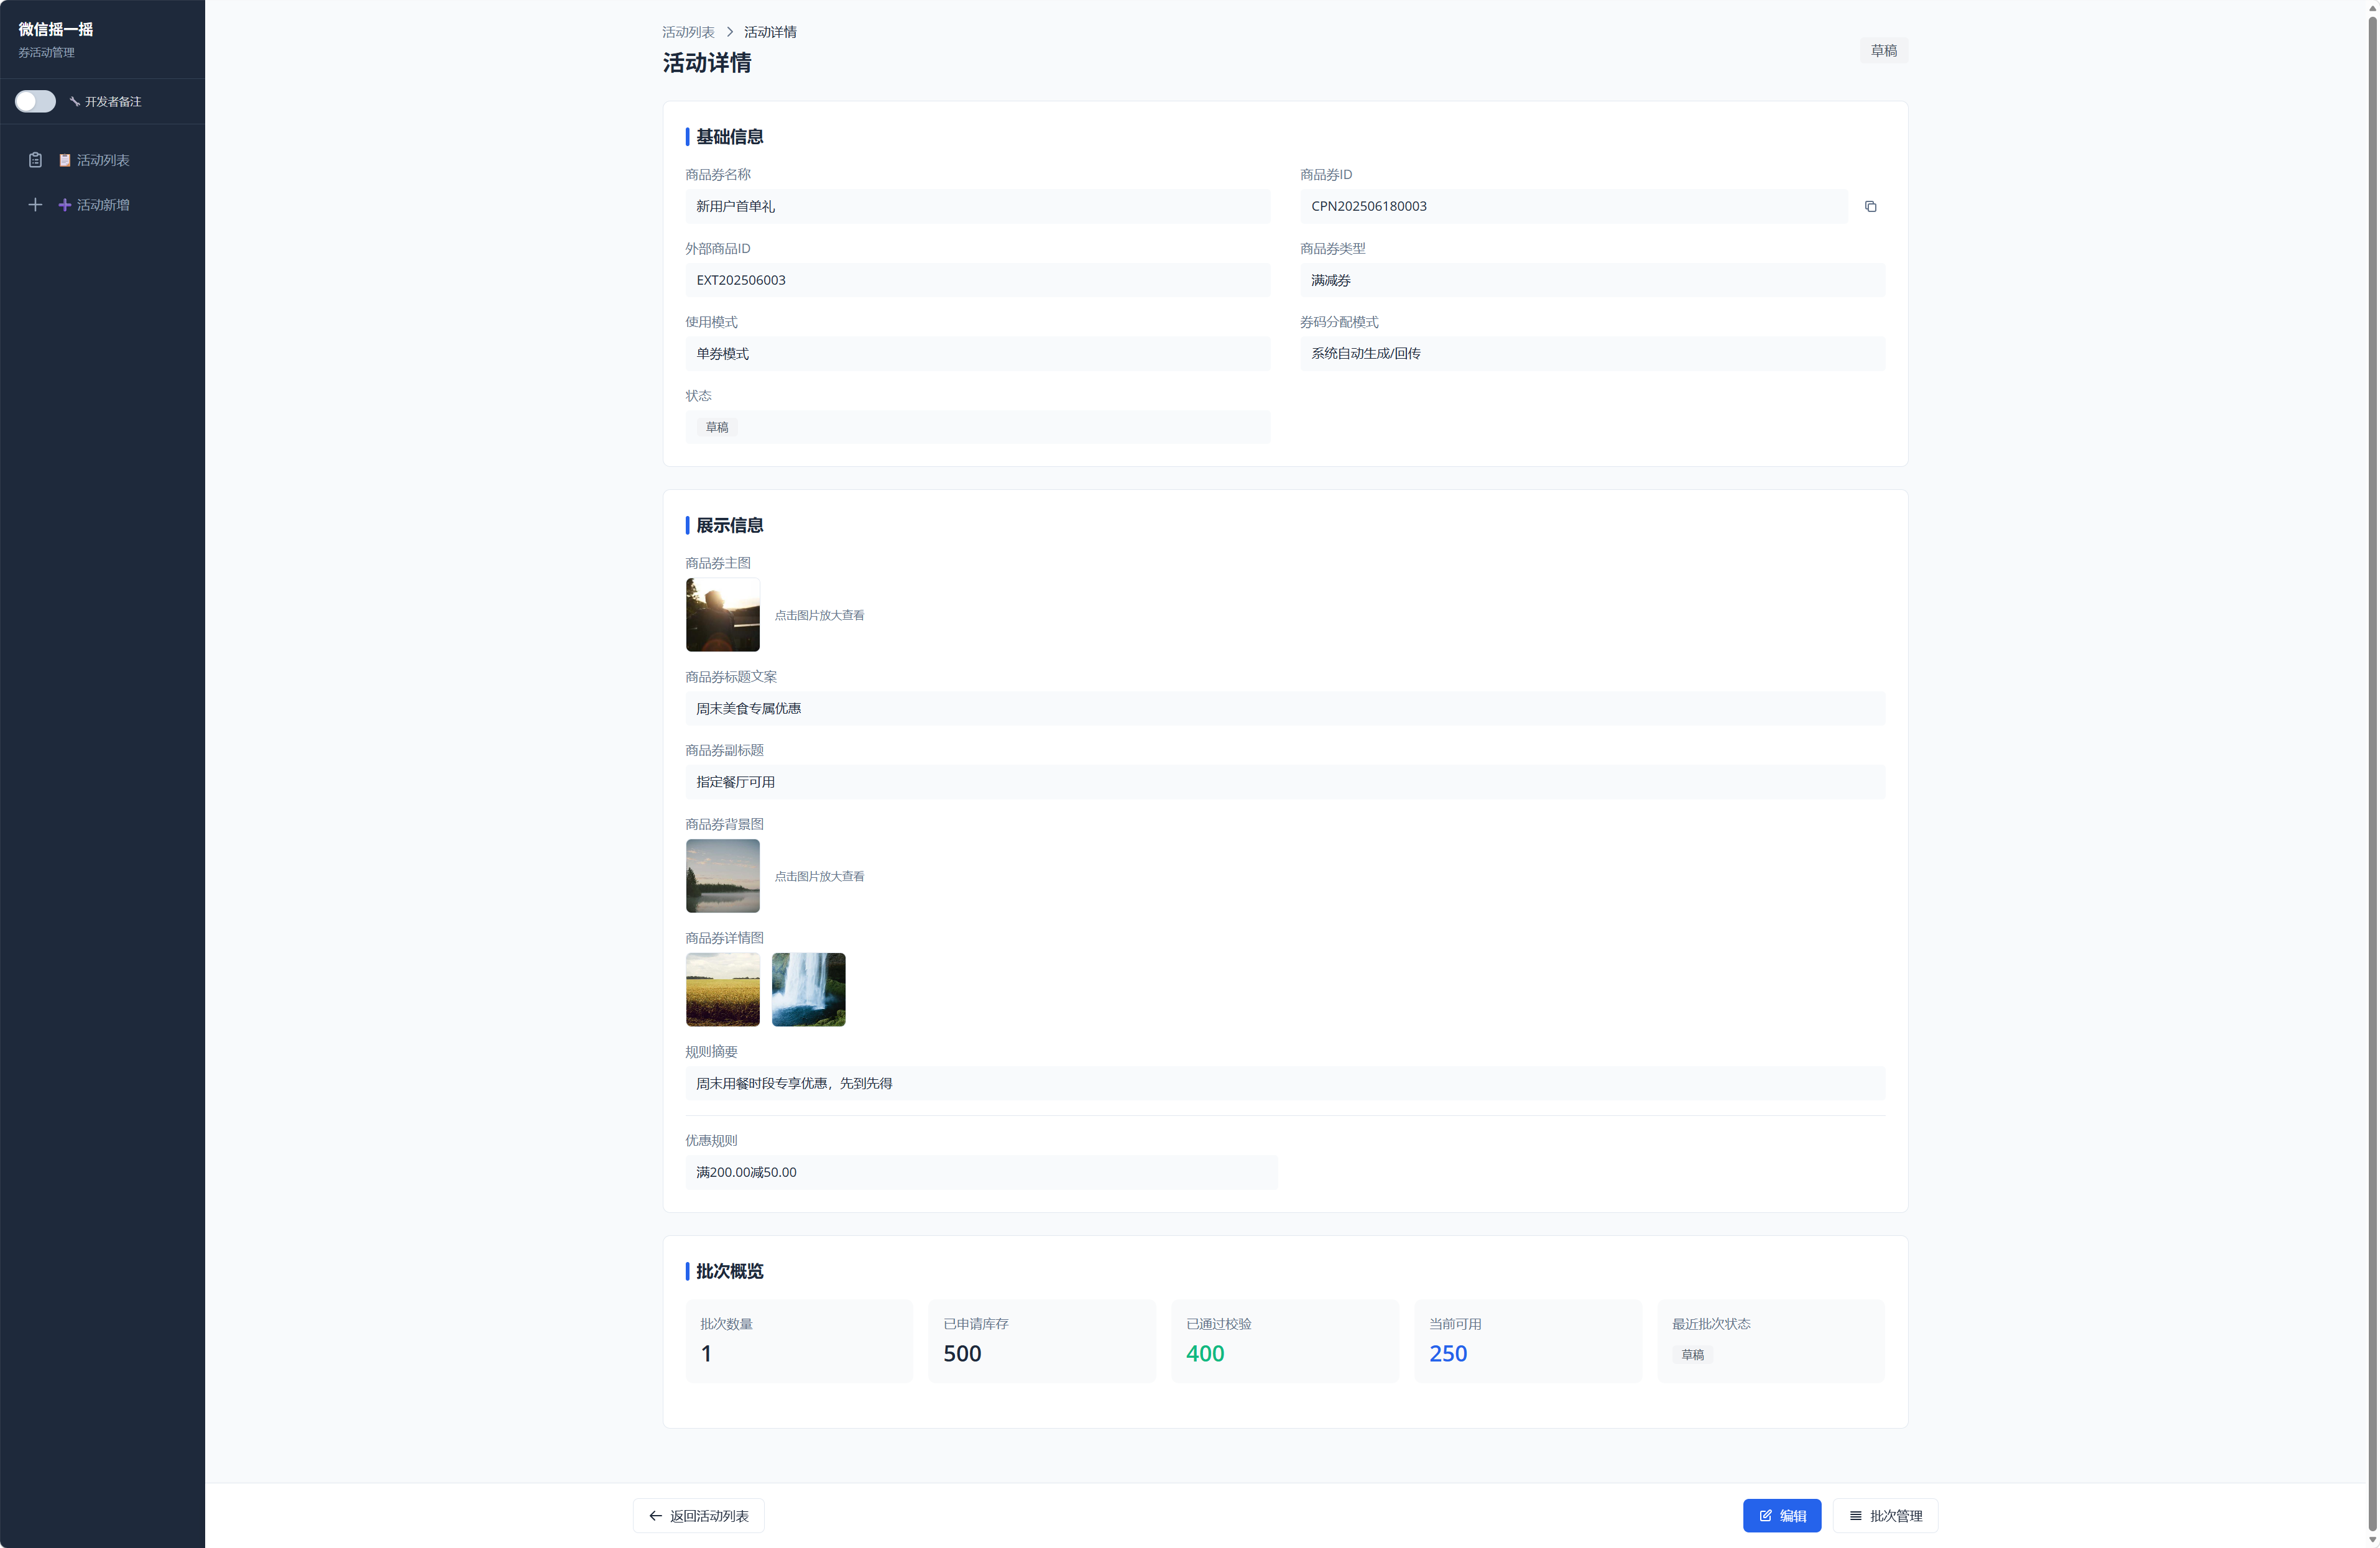 微信摇一摇
券活动管理
开发者备注
活动列表
活动新增
活动列表 > 活动详情
活动详情
草稿
基础信息
商品券名称
新用户首单礼
商品券ID
CPN202506180003
外部商品ID
EXT202506003
商品券类型
满减券
使用模式
单券模式
券码分配模式
系统自动生成/回传
状态
草稿
展示信息
商品券主图
点击图片放大查看
商品券标题文案
周末美食专属优惠
商品券副标题
指定餐厅可用
商品券背景图
点击图片放大查看
商品券详情图
规则摘要
周末用餐时段专享优惠，先到先得
优惠规则
满200.00减50.00
批次概览
批次数量
1
已申请库存
500
已通过校验
400
当前可用
250
最近批次状态
草稿
返回活动列表
编辑
批次管理